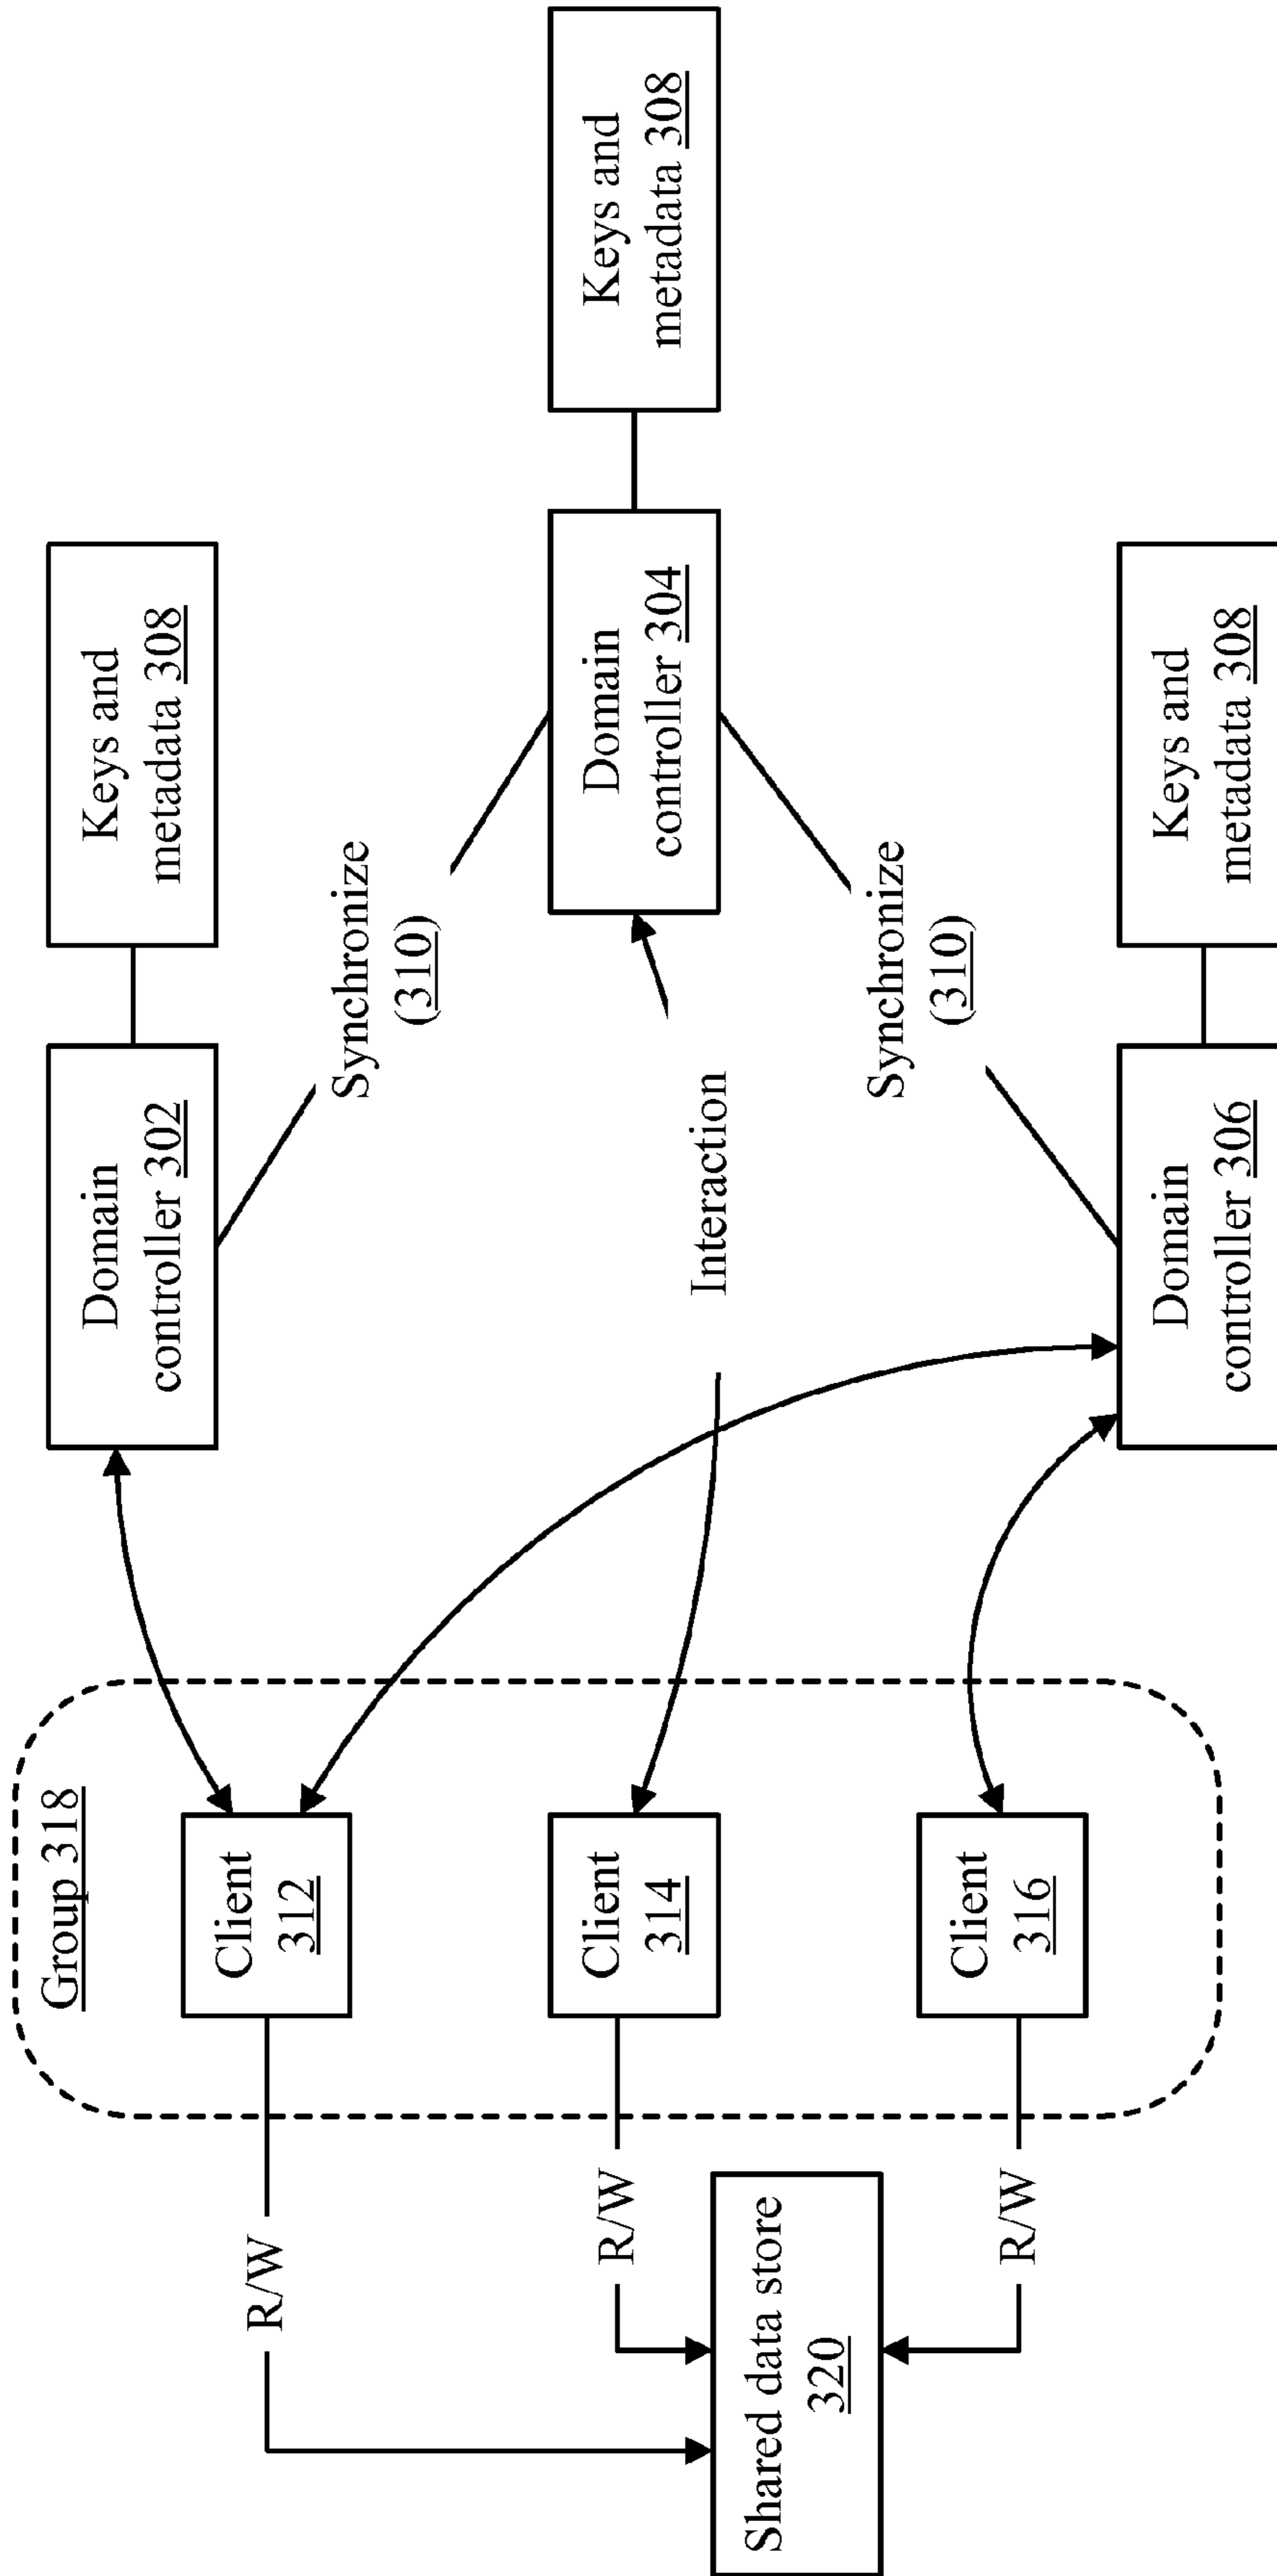 Group 318
Client
312
Client
314
Client
316
R/W
R/W
R/W
Shared data store
320
Domain
controller 302
Keys and
metadata 308
Synchronize
(310)
Domain
controller 304
Keys and
metadata 308
Interaction
Synchronize
(310)
Domain
controller 306
Keys and
metadata 308